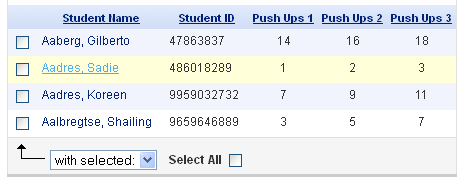 Student Name Student ID Push Ups 1 Push Ups 2 Push Ups 3
Aaberg, Gilberto 47863837 14 16 18
Aadres, Sadie 486018289 1 2 3
Aadres, Koreen 9959032732 7 9 11
Aalbregtse, Shailing 9659646889 3 5 7
with selected: Select All